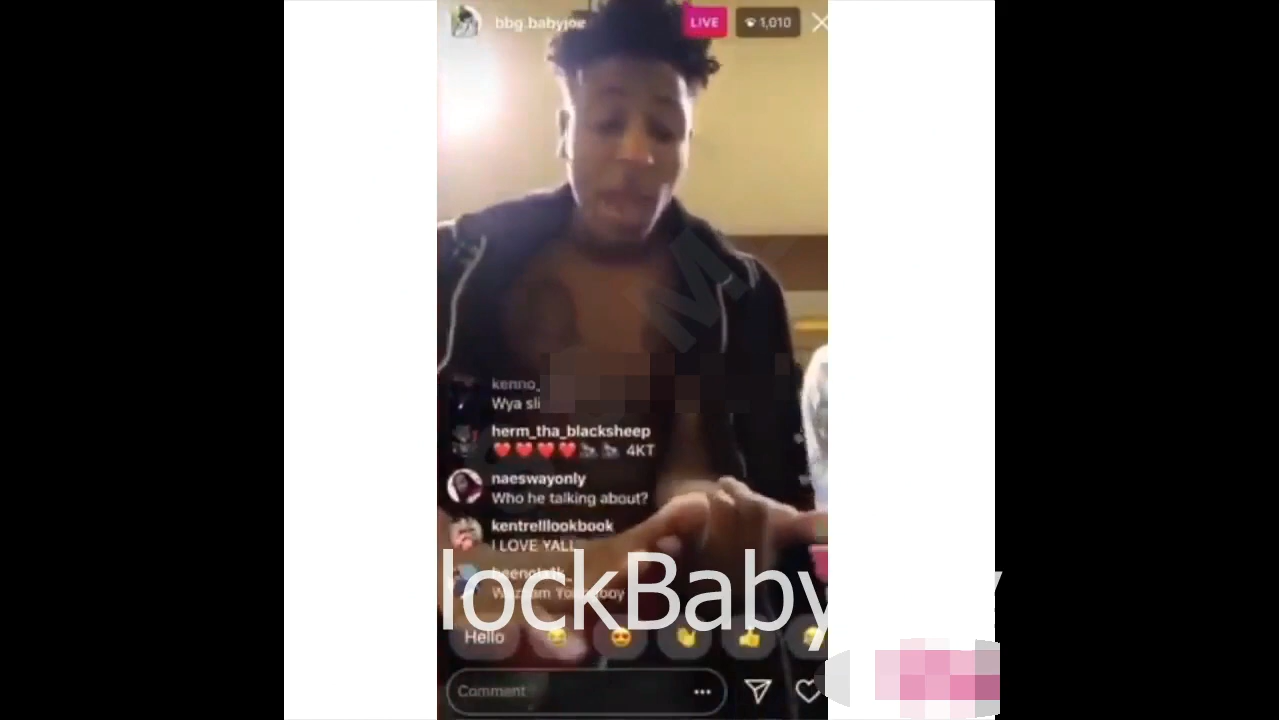 bbg.babyjoe
LIVE
1,010
kenno_
Wya
herm_tha_blacksheep
❤️❤️❤️❤️ 4KT
naeswayonly
Who he talking about?
kentrelllookbook
I LOVE YALL
lockBaby
Hello
Comment